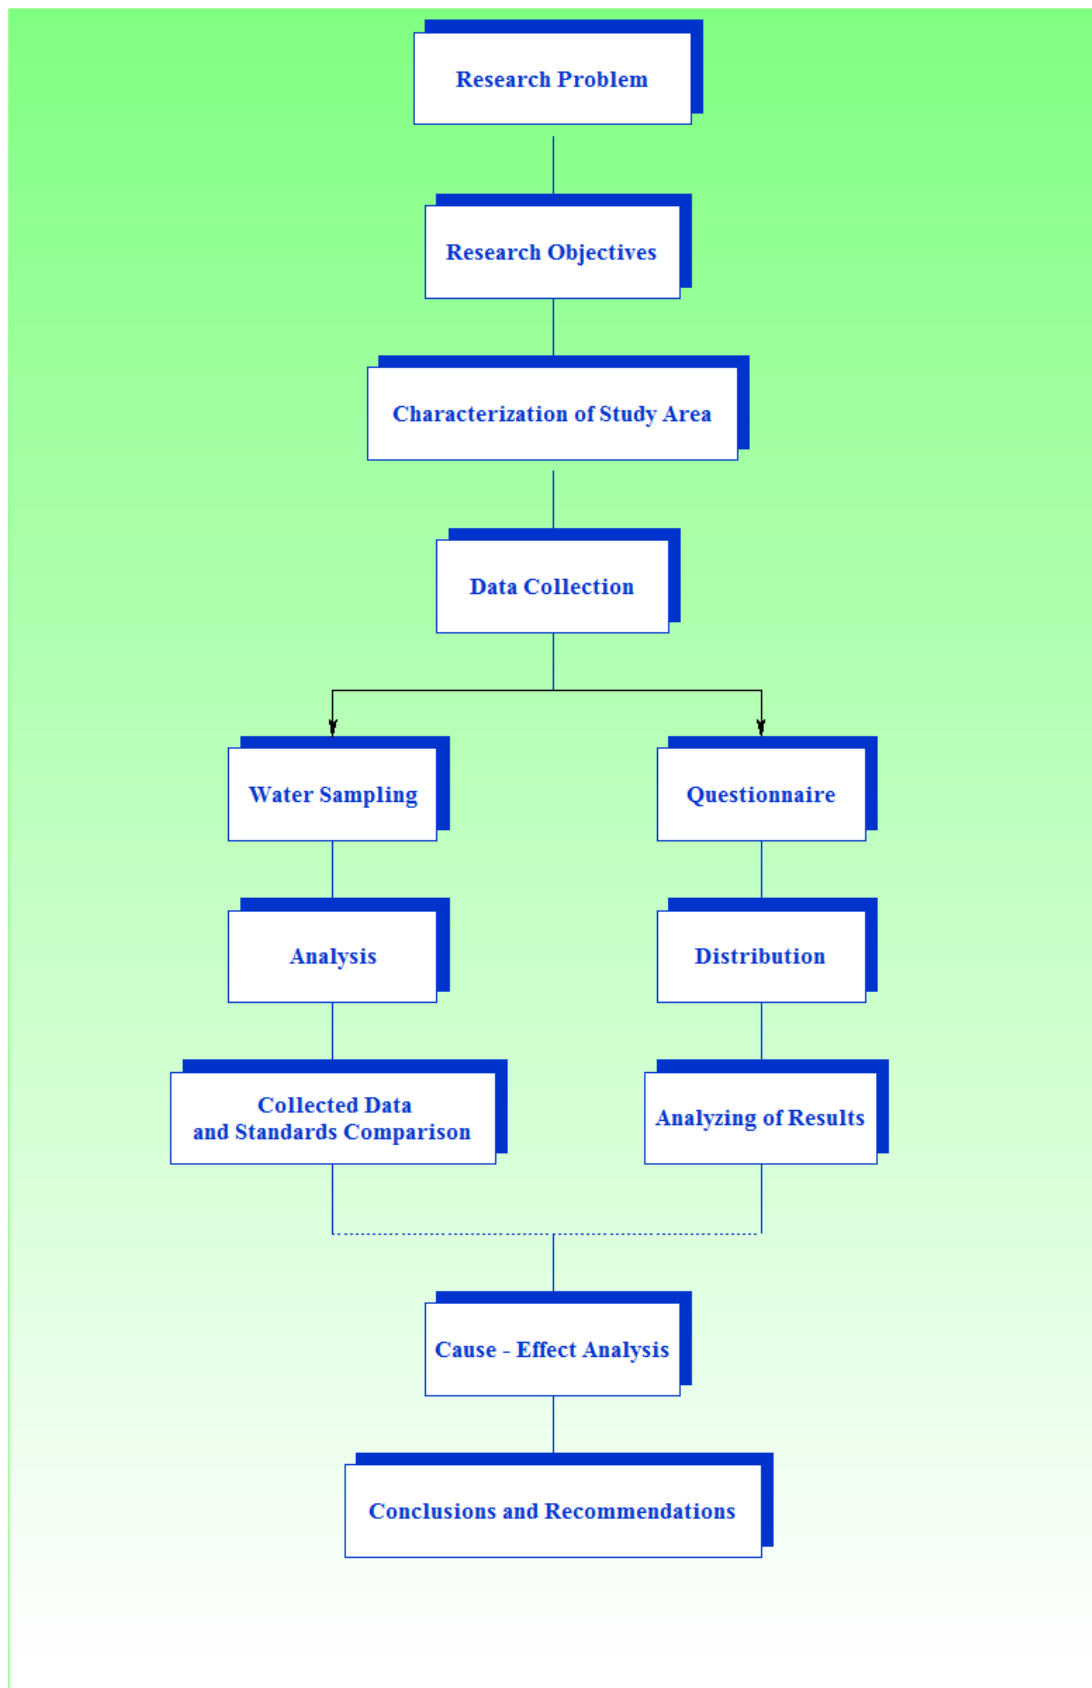 Research Problem
Research Objectives
Characterization of Study Area
Data Collection
Water Sampling
Questionnaire
Analysis
Distribution
Collected Data
and Standards Comparison
Analyzing of Results
Cause - Effect Analysis
Conclusions and Recommendations